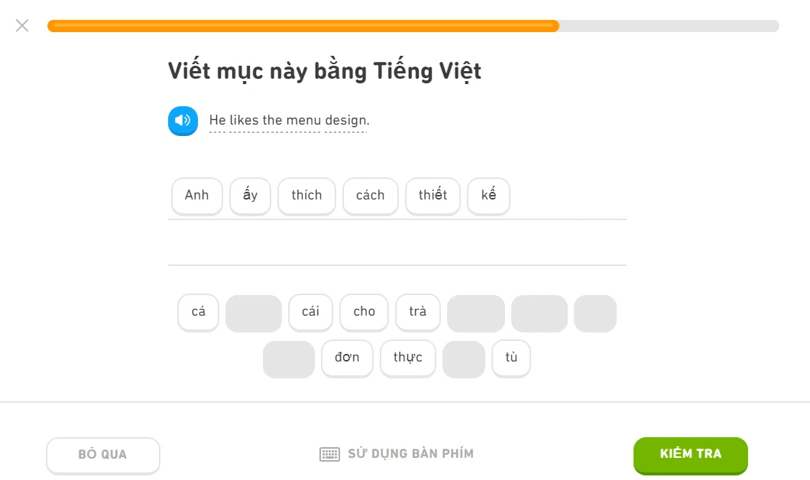 Viết mục này bằng Tiếng Việt
He likes the menu design.
Anh ấy thích cách thiết kế
cá cái cho trà
đơn thực tù
BỎ QUA SỬ DỤNG BÀN PHÍM KIỂM TRA